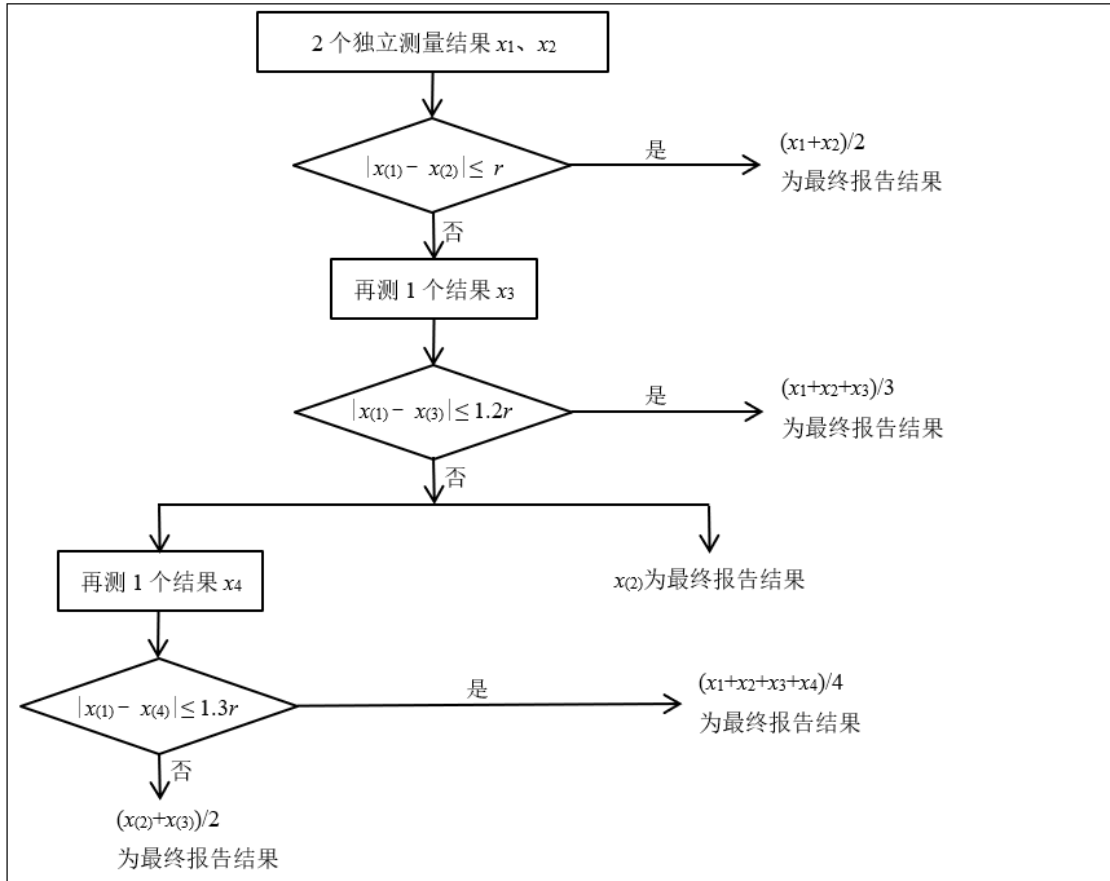 2 个独立测量结果 x1、x2
|x(1) − x(2)| ≤ r
是
(x1+x2)/2
为最终报告结果
否
再测 1 个结果 x3
|x(1) − x(3)| ≤ 1.2r
是
(x1+x2+x3)/3
为最终报告结果
否
再测 1 个结果 x4
x(2)为最终报告结果
|x(1) − x(4)| ≤ 1.3r
是
(x1+x2+x3+x4)/4
为最终报告结果
否
(x(2)+x(3))/2
为最终报告结果